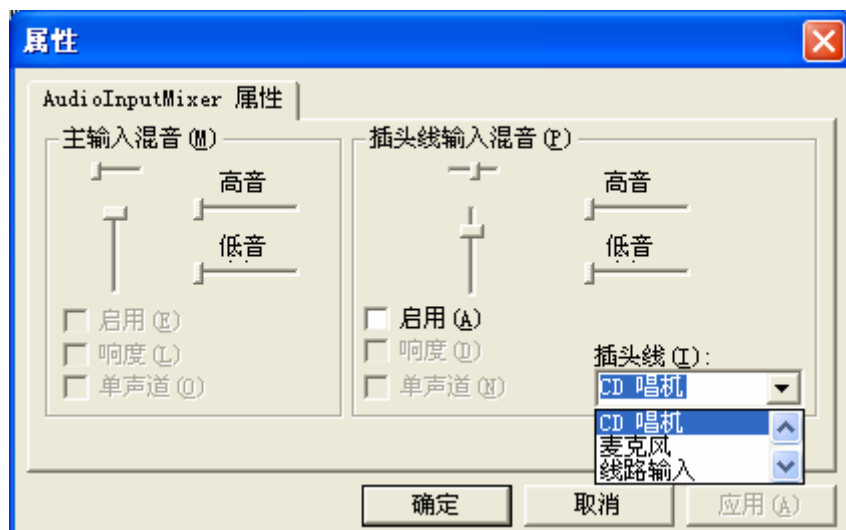 属性
AudioInputMixer 属性
主输入混音(M)
高音
低音
启用(E)
响度(L)
单声道(O)
插头线输入混音(P)
高音
低音
启用(A)
响度(D)
单声道(N)
插头线(I):
CD 唱机
CD 唱机
麦克风
线路输入
确定
取消
应用(A)